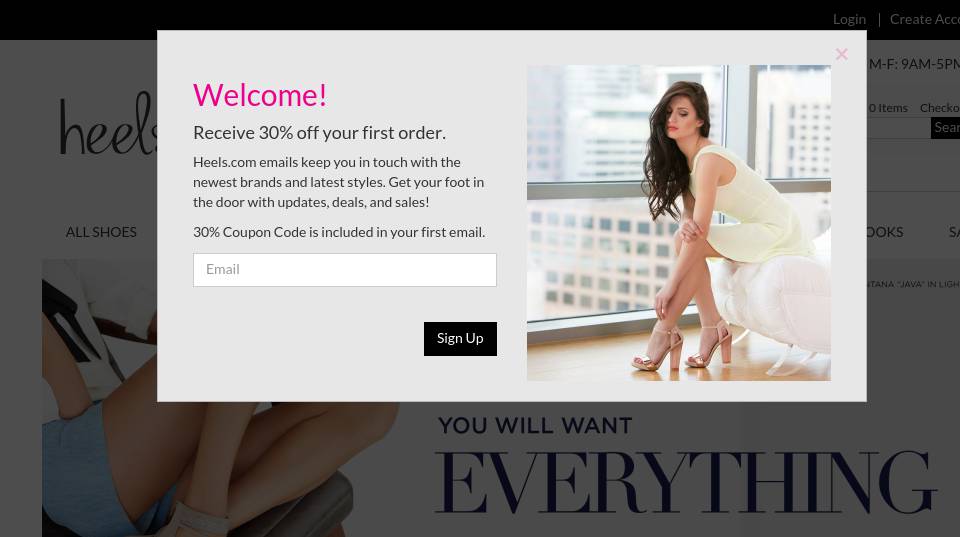 Login | Create Acco
M-F: 9AM-5PM
heels
0 Items Checko
Sear
ALL SHOES
OOKS
SA
×
Welcome!
Receive 30% off your first order.
Heels.com emails keep you in touch with the
newest brands and latest styles. Get your foot in
the door with updates, deals, and sales!
30% Coupon Code is included in your first email.
Email
Sign Up
NTANA "JAVA" IN LIGH
YOU WILL WANT
EVERYTHING